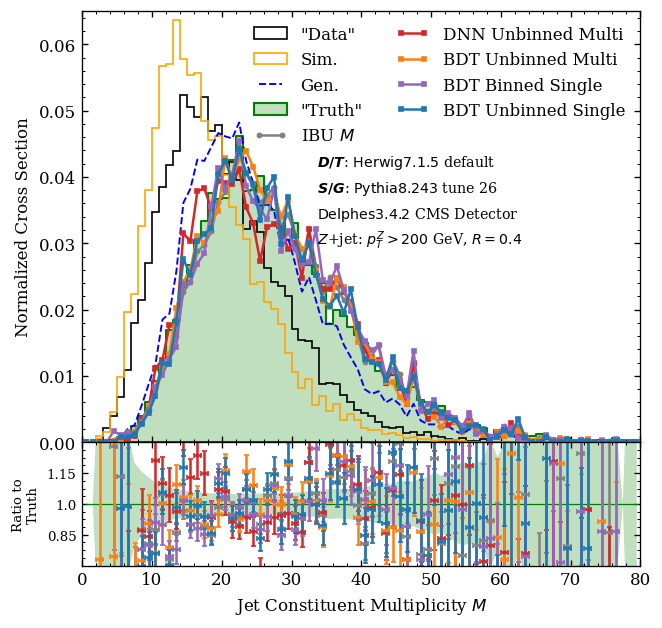 Normalized Cross Section
0.06
0.05
0.04
0.03
0.02
0.01
0.00
"Data"
Sim.
Gen.
"Truth"
IBU M
DNN Unbinned Multi
BDT Unbinned Multi
BDT Binned Single
BDT Unbinned Single
D/T: Herwig7.1.5 default
S/G: Pythia8.243 tune 26
Delphes3.4.2 CMS Detector
Z+jet: p_T^Z > 200 GeV, R = 0.4
Ratio to
Truth
1.15
1.0
0.85
0 10 20 30 40 50 60 70 80
Jet Constituent Multiplicity M